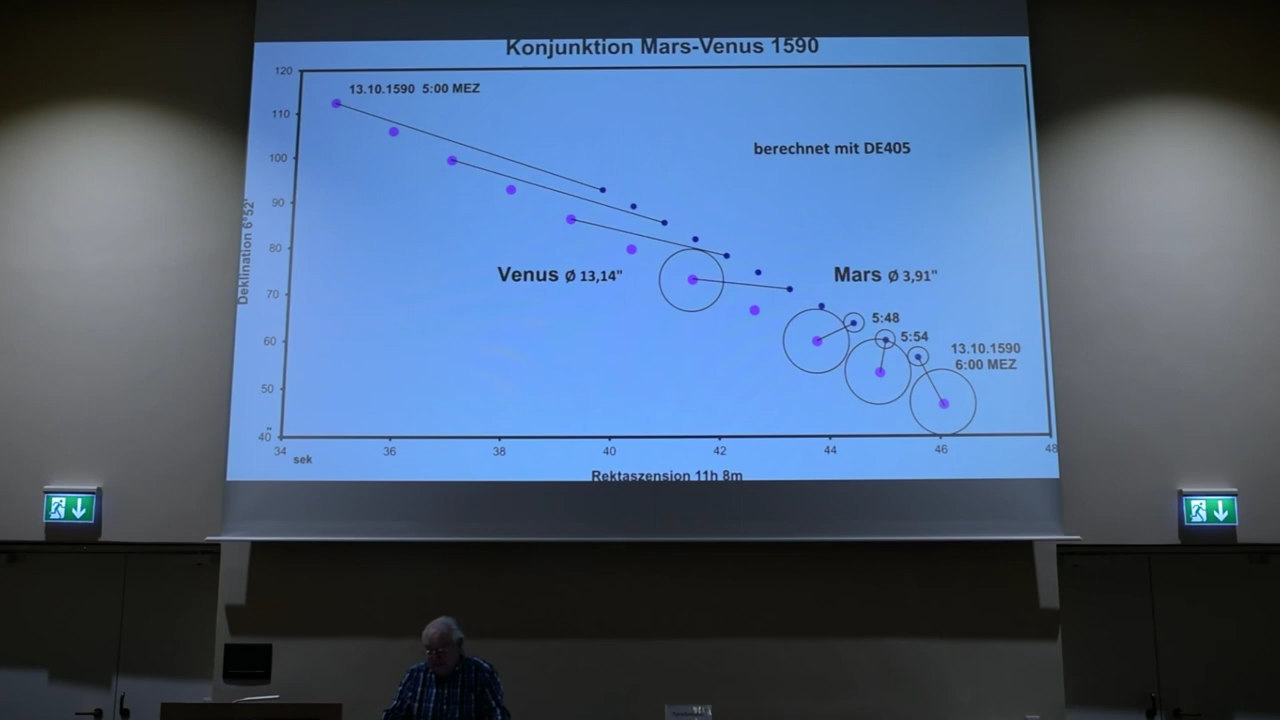 Konjunktion Mars-Venus 1590
120
13.10.1590 5:00 MEZ
110
berechnet mit DE405
100
90
80
Deklination 6°52'
Venus Ø 13,14"
Mars Ø 3,91"
70
5:48
60
5:54
13.10.1590
6:00 MEZ
50
40"
34
36
38
40
42
44
46
48
sek
Rektaszension 11h 8m